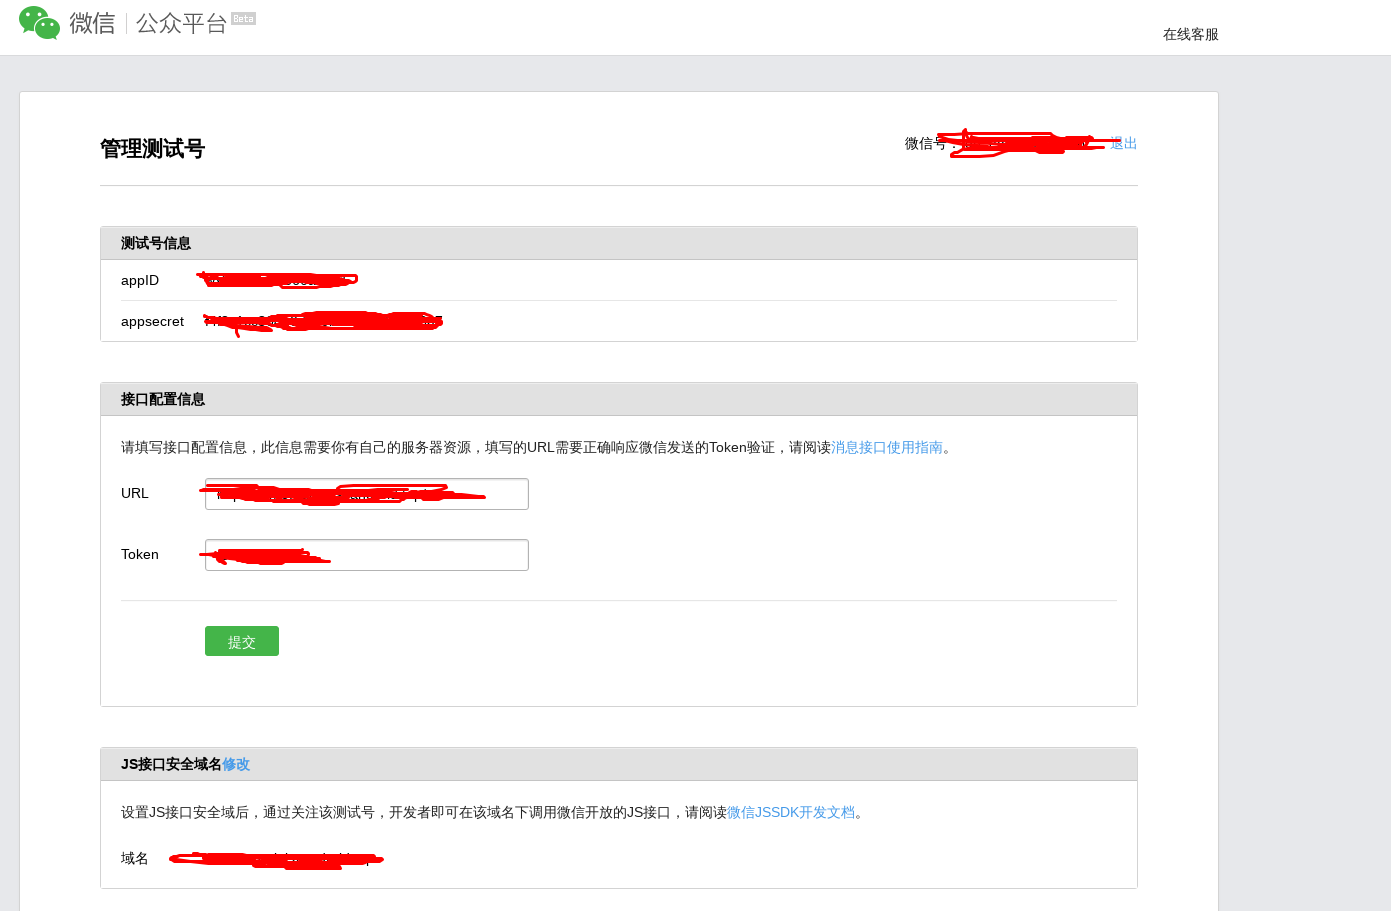 微信 公众平台 Beta
在线客服
管理测试号
微信号： 退出
测试号信息
appID
appsecret
接口配置信息
请填写接口配置信息，此信息需要你有自己的服务器资源，填写的URL需要正确响应微信发送的Token验证，请阅读消息接口使用指南。
URL
Token
提交
JS接口安全域名修改
设置JS接口安全域后，通过关注该测试号，开发者即可在该域名下调用微信开放的JS接口，请阅读微信JSSDK开发文档。
域名